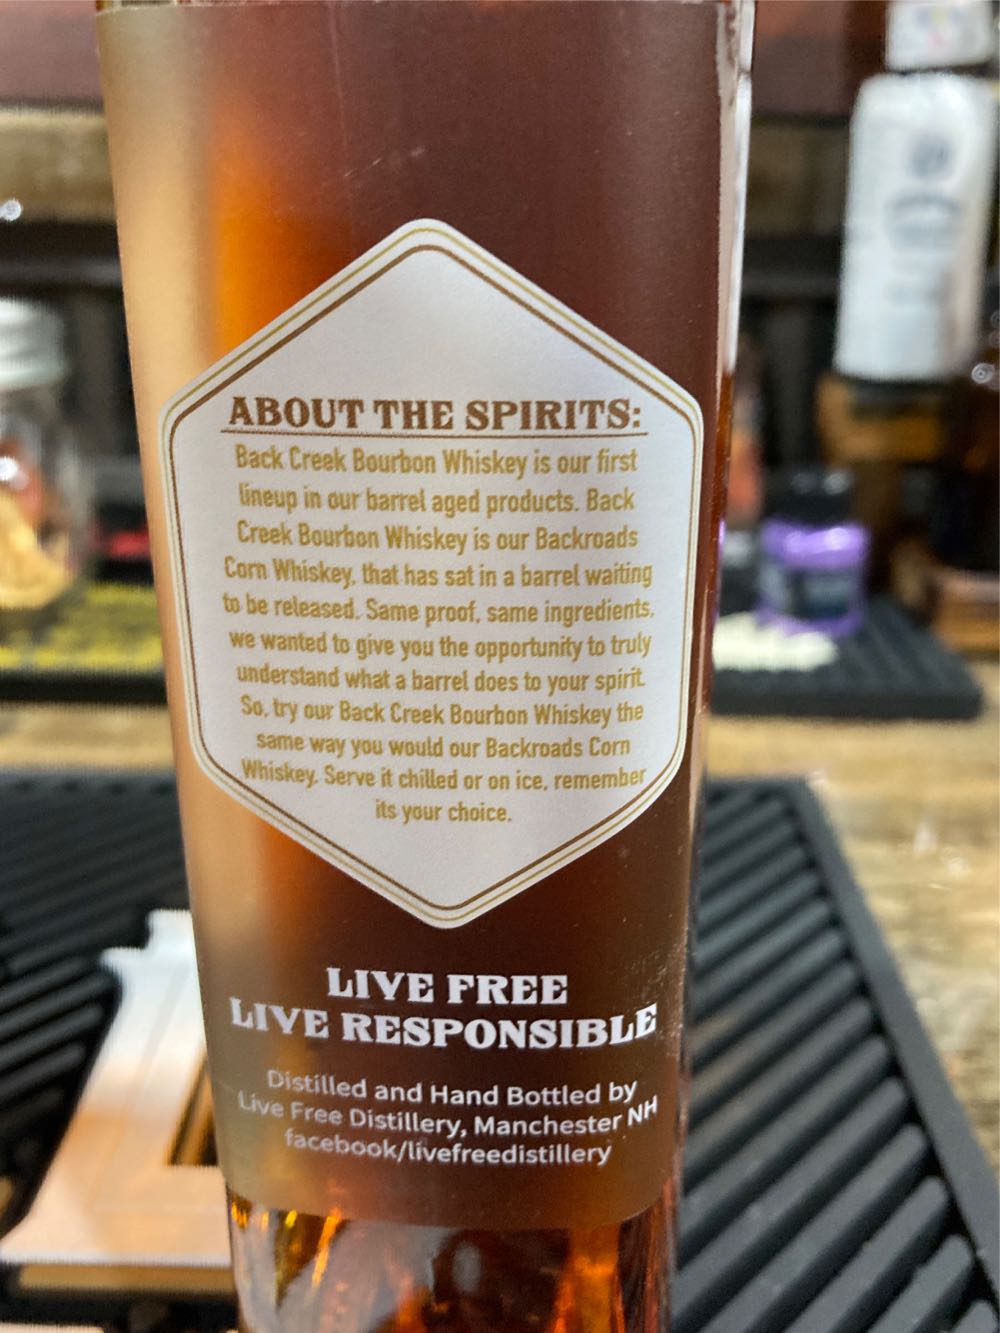 ABOUT THE SPIRITS:
Back Creek Bourbon Whiskey is our first
lineup in our barrel aged products. Back
Creek Bourbon Whiskey is our Backroads
Corn Whiskey, that has sat in a barrel waiting
to be released. Same proof, same ingredients,
we wanted to give you the opportunity to truly
understand what a barrel does to your spirit.
So, try our Back Creek Bourbon Whiskey the
same way you would our Backroads Corn
Whiskey. Serve it chilled or on ice, remember
its your choice.
LIVE FREE
LIVE RESPONSIBLE
Distilled and Hand Bottled by
Live Free Distillery, Manchester NH
facebook/livefreedistillery